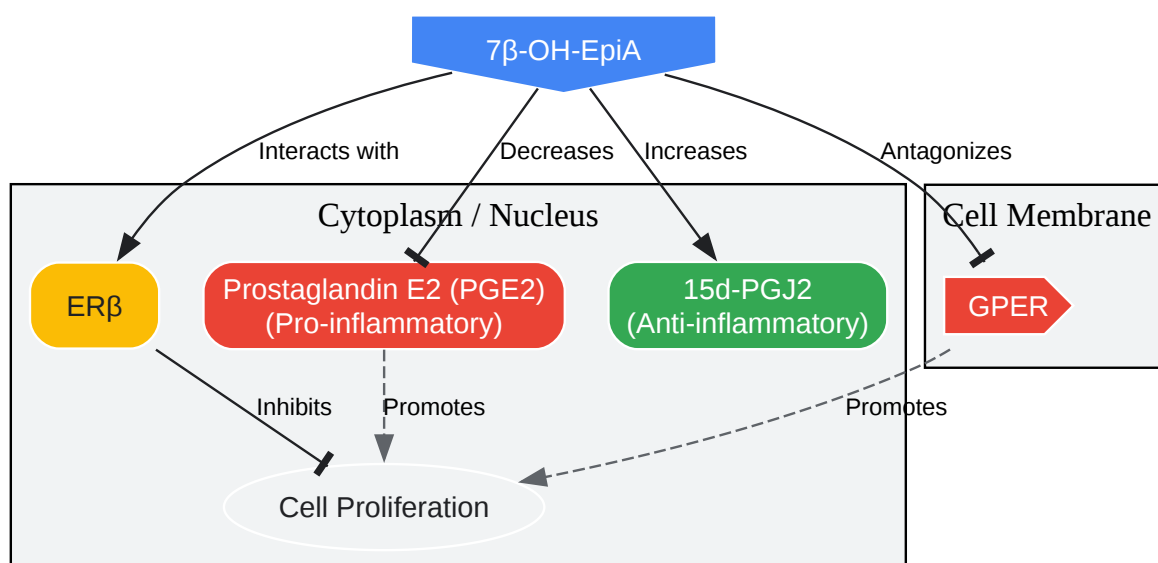 7β-OH-EpiA
Interacts with
Decreases
Increases
Antagonizes
Cytoplasm / Nucleus
Cell Membrane
ERβ
Prostaglandin E2 (PGE2)
(Pro-inflammatory)
15d-PGJ2
(Anti-inflammatory)
GPER
Inhibits
Promotes
Promotes
Cell Proliferation